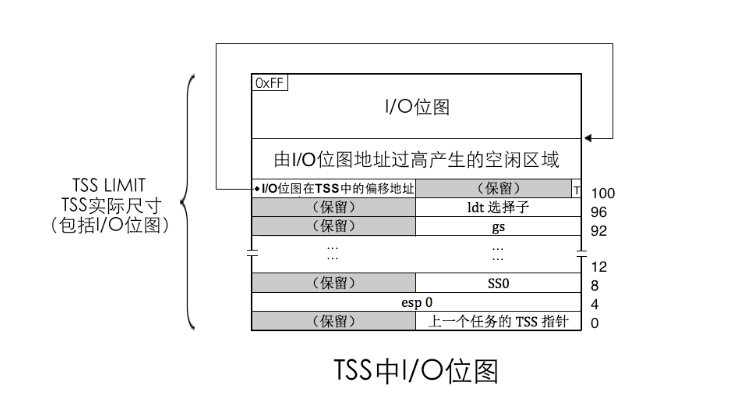 0xFF
I/O位图
由I/O位图地址过高产生的空闲区域
I/O位图在TSS中的偏移地址 （保留） T 100
（保留） ldt 选择子 96
（保留） gs 92
... ...
... ...
12
（保留） SS0 8
esp 0 4
（保留） 上一个任务的 TSS 指针 0
TSS LIMIT
TSS实际尺寸
（包括I/O位图）
TSS中I/O位图